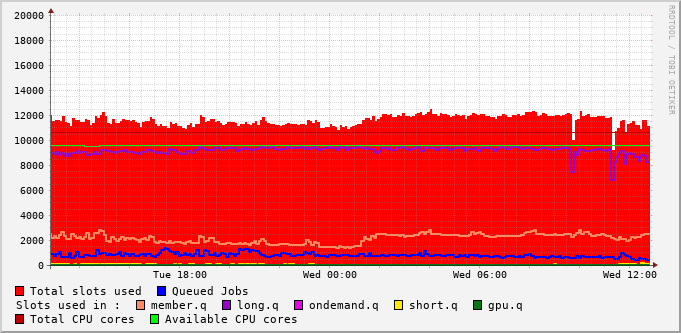 RRDTOOL / TOBI OETIKER
20000
18000
16000
14000
12000
10000
8000
6000
4000
2000
0
Tue 18:00 Wed 00:00 Wed 06:00 Wed 12:00
Total slots used Queued Jobs
Slots used in : member.q long.q ondemand.q short.q gpu.q
Total CPU cores Available CPU cores